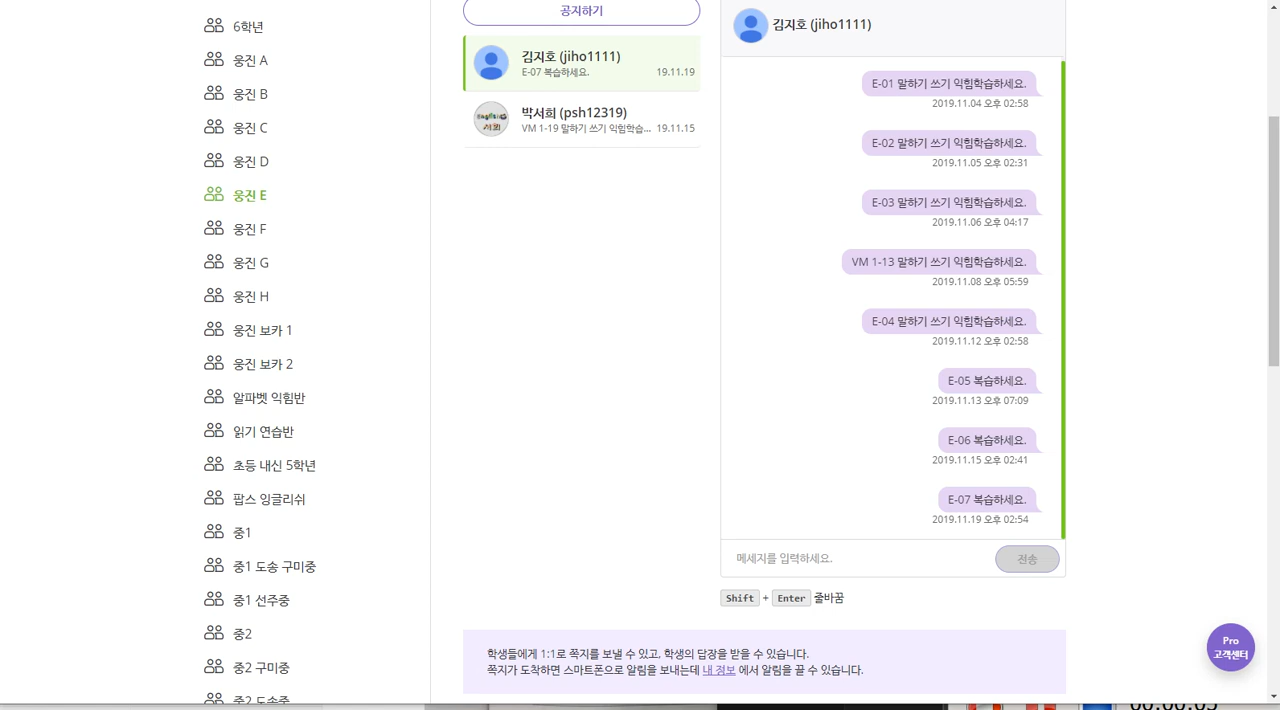 6학년
웅진 A
웅진 B
웅진 C
웅진 D
웅진 E
웅진 F
웅진 G
웅진 H
웅진 보카 1
웅진 보카 2
알파벳 익힘반
읽기 연습반
초등 내신 5학년
팝스 잉글리쉬
중1
중1 도송 구미중
중1 선주중
중2
중2 구미중
중2 도송중
공지하기
김지호 (jiho1111)
E-07 복습하세요. 19.11.19
박서희 (psh12319)
VM 1-19 말하기 쓰기 익힘학습... 19.11.15
김지호 (jiho1111)
E-01 말하기 쓰기 익힘학습하세요.
2019.11.04 오후 02:58
E-02 말하기 쓰기 익힘학습하세요.
2019.11.05 오후 02:31
E-03 말하기 쓰기 익힘학습하세요.
2019.11.06 오후 04:17
VM 1-13 말하기 쓰기 익힘학습하세요.
2019.11.08 오후 05:59
E-04 말하기 쓰기 익힘학습하세요.
2019.11.12 오후 02:58
E-05 복습하세요.
2019.11.13 오후 07:09
E-06 복습하세요.
2019.11.15 오후 02:41
E-07 복습하세요.
2019.11.19 오후 02:54
메세지를 입력하세요. 전송
Shift + Enter 줄바꿈
학생들에게 1:1로 쪽지를 보낼 수 있고, 학생의 답장을 받을 수 있습니다.
쪽지가 도착하면 스마트폰으로 알림을 보내는데 내 정보 에서 알림을 끌 수 있습니다.
Pro
고객센터
00:00:05